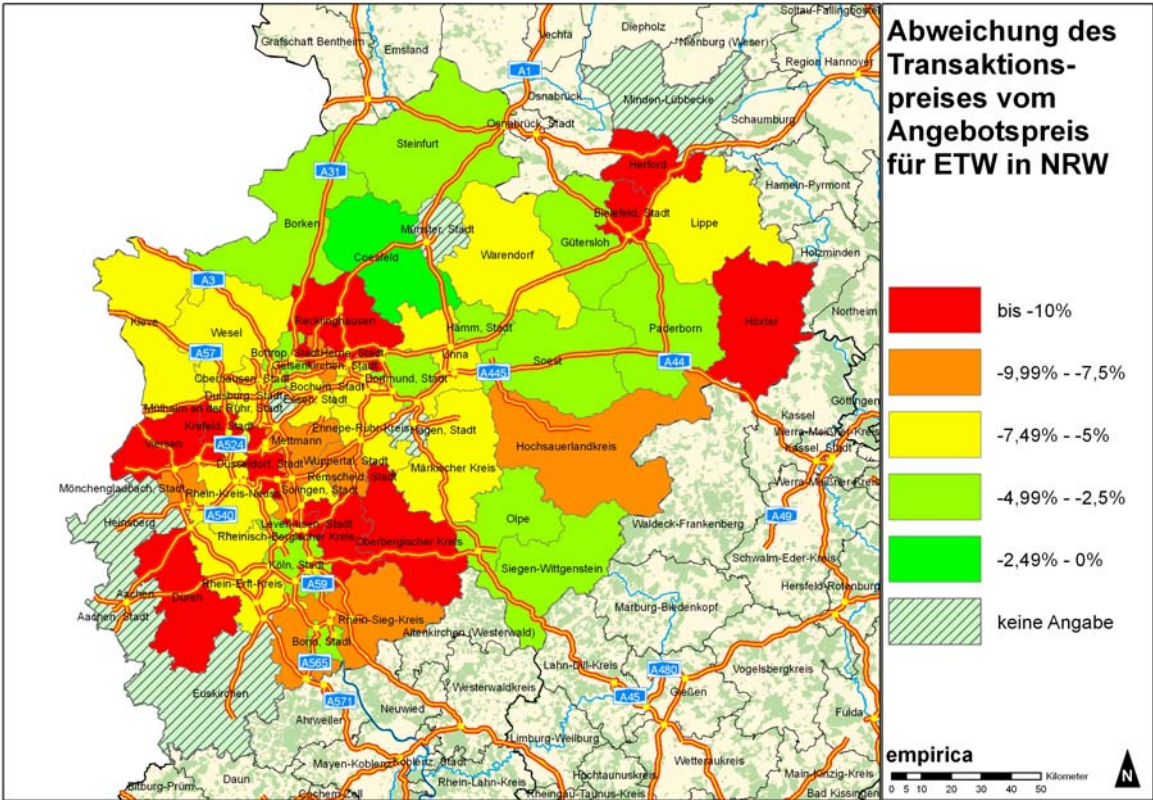 Abweichung des
Transaktions-
preises vom
Angebotspreis
für ETW in NRW
bis -10%
-9,99% - -7,5%
-7,49% - -5%
-4,99% - -2,5%
-2,49% - 0%
keine Angabe
empirica
0 5 10 20 30 40 50 Kilometer
N
Soltau-Fallingbostel
Grafschaft Bentheim
Emsland
Vechta
Diepholz
Nienburg (Weser)
Region Hannover
A1
Osnabrück
Minden-Lübbecke
Schaumburg
Osnabrück, Stadt
Steinfurt
Herford
A31
Hameln-Pyrmont
Borken
Münster, Stadt
Bielefeld, Stadt
Lippe
Coesfeld
Warendorf
Gütersloh
Holzminden
A3
Kleve
Wesel
Recklinghausen
Hamm, Stadt
Paderborn
Höxter
Northeim
A57
Bottrop, Stadt
Herne, Stadt
Unna
Soest
A44
Gelsenkirchen, Stadt
Oberhausen, Stadt
Bochum, Stadt
Dortmund, Stadt
A445
Duisburg, Stadt
Essen, Stadt
Göttingen
Mülheim an der Ruhr, Stadt
Kassel
Krefeld, Stadt
Ennepe-Ruhr-Kreis
Hagen, Stadt
Werra-Meißner-Kreis
Viersen
A524
Mettmann
Hochsauerlandkreis
Kassel, Stadt
Düsseldorf, Stadt
Wuppertal, Stadt
Märkischer Kreis
Remscheid, Stadt
Werra-Meißner-Kreis
Mönchengladbach, Stadt
Rhein-Kreis-Neuss
Solingen, Stadt
Heinsberg
A540
Olpe
A49
Leverkusen, Stadt
Waldeck-Frankenberg
Rheinisch-Bergischer Kreis
Oberbergischer Kreis
Schwalm-Eder-Kreis
Köln, Stadt
Siegen-Wittgenstein
Rhein-Erft-Kreis
A59
Hersfeld-Rotenburg
Aachen
Düren
Marburg-Biedenkopf
Aachen, Stadt
Rhein-Sieg-Kreis
Altenkirchen (Westerwald)
Bonn, Stadt
A565
Lahn-Dill-Kreis
A480
Vogelsbergkreis
Euskirchen
A571
Westerwaldkreis
A45
Gießen
Neuwied
Ahrweiler
Fulda
Limburg-Weilburg
Mayen-Koblenz
Koblenz, Stadt
Wetteraukreis
Daun
Rhein-Lahn-Kreis
Hochtaunuskreis
Main-Kinzig-Kreis
Bitburg-Prüm
Cochem-Zell
Rheingau-Taunus-Kreis
Bad Kissingen